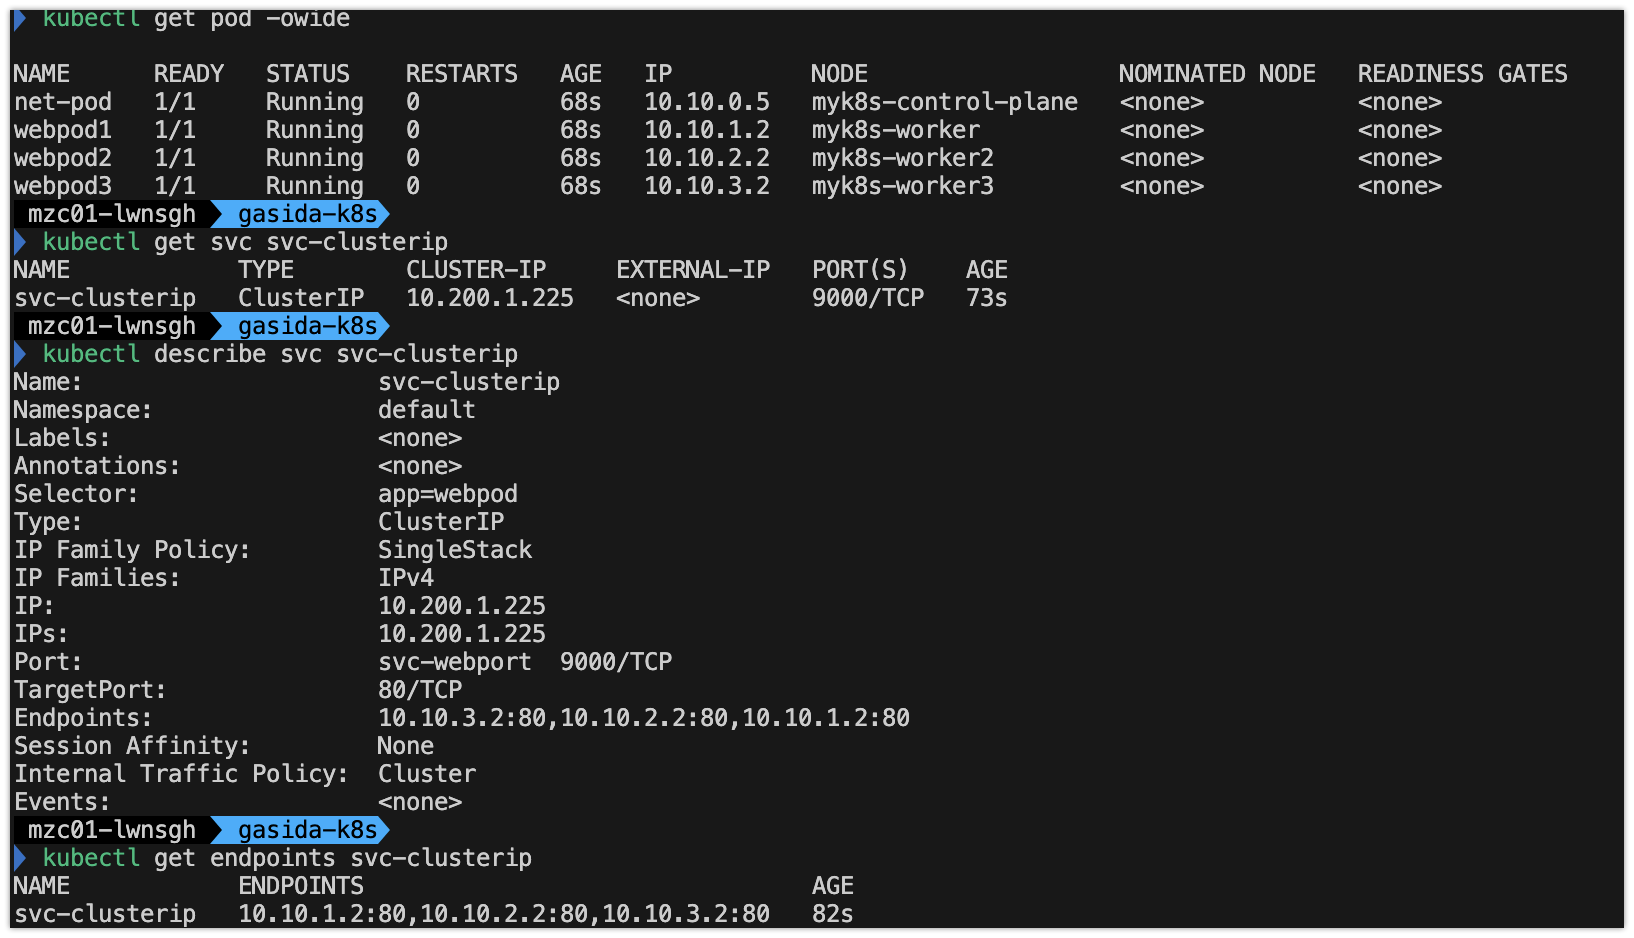 kubectl get pod -owide
NAME READY STATUS RESTARTS AGE IP NODE NOMINATED NODE READINESS GATES
net-pod 1/1 Running 0 68s 10.10.0.5 myk8s-control-plane <none> <none>
webpod1 1/1 Running 0 68s 10.10.1.2 myk8s-worker <none> <none>
webpod2 1/1 Running 0 68s 10.10.2.2 myk8s-worker2 <none> <none>
webpod3 1/1 Running 0 68s 10.10.3.2 myk8s-worker3 <none> <none>
mzc01-lwnsgh gasida-k8s
kubectl get svc svc-clusterip
NAME TYPE CLUSTER-IP EXTERNAL-IP PORT(S) AGE
svc-clusterip ClusterIP 10.200.1.225 <none> 9000/TCP 73s
mzc01-lwnsgh gasida-k8s
kubectl describe svc svc-clusterip
Name: svc-clusterip
Namespace: default
Labels: <none>
Annotations: <none>
Selector: app=webpod
Type: ClusterIP
IP Family Policy: SingleStack
IP Families: IPv4
IP: 10.200.1.225
IPs: 10.200.1.225
Port: svc-webport 9000/TCP
TargetPort: 80/TCP
Endpoints: 10.10.3.2:80,10.10.2.2:80,10.10.1.2:80
Session Affinity: None
Internal Traffic Policy: Cluster
Events: <none>
mzc01-lwnsgh gasida-k8s
kubectl get endpoints svc-clusterip
NAME ENDPOINTS AGE
svc-clusterip 10.10.1.2:80,10.10.2.2:80,10.10.3.2:80 82s